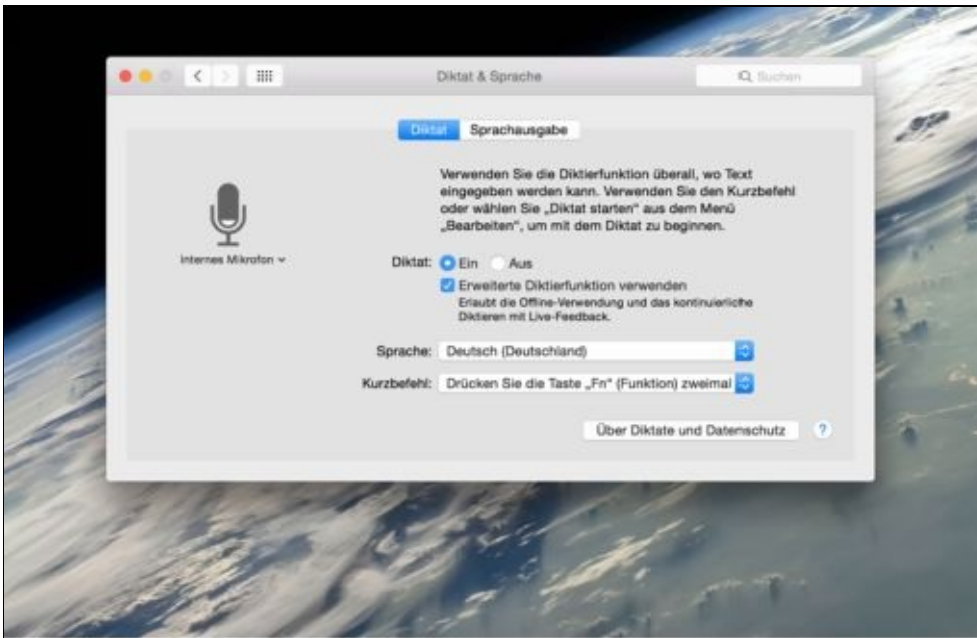 Diktat & Sprache
Suchen
Diktat
Sprachausgabe
Verwenden Sie die Diktierfunktion überall, wo Text
eingegeben werden kann. Verwenden Sie den Kurzbefehl
oder wählen Sie „Diktat starten“ aus dem Menü
„Bearbeiten“, um mit dem Diktat zu beginnen.
Internes Mikrofon
Diktat: Ein Aus
Erweiterte Diktierfunktion verwenden
Erlaubt die Offline-Verwendung und das kontinuierliche
Diktieren mit Live-Feedback.
Sprache: Deutsch (Deutschland)
Kurzbefehl: Drücken Sie die Taste „Fn“ (Funktion) zweimal
Über Diktate und Datenschutz ?